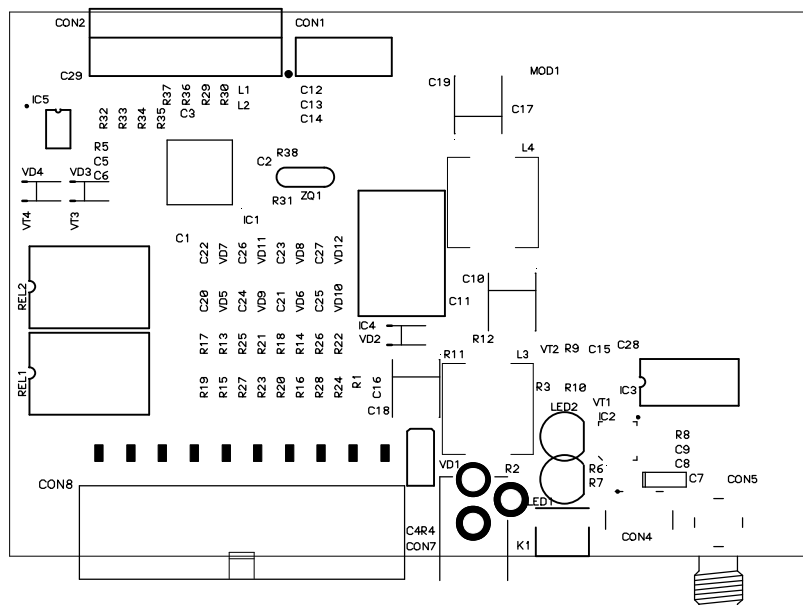 CON2
CON1
C29
C12
C13
C14
R37
R36
R29
R30
L1
L2
C3
C19
MOD1
C17
IC5
R32
R33
R34
R35
R5
C5
C6
VD4
VD3
VT4
VT3
C2
R38
R31
ZQ1
IC1
L4
C1
C22
VD7
C26
VD11
C23
VD8
C27
VD12
C20
VD5
C24
VD9
C21
VD6
C25
VD10
C10
C11
REL2
REL1
IC4
VD2
R17
R13
R25
R21
R18
R14
R26
R22
R19
R15
R27
R23
R20
R16
R28
R24
R1
C16
C18
R11
R12
L3
VT2
R9
C15
C28
R3
R10
IC3
VT1
IC2
LED2
R8
C9
C8
C7
CON5
VD1
R2
R6
R7
LED1
CON8
C4R4
CON7
K1
CON4